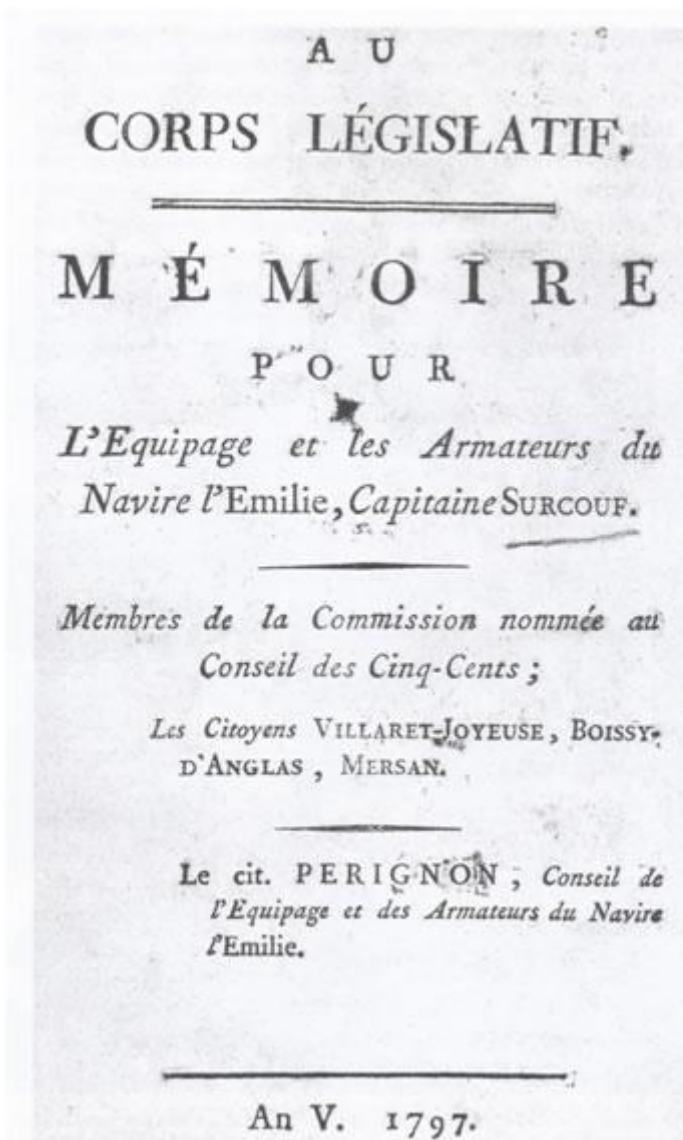 AU
CORPS LÉGISLATIF.
MÉMOIRE
POUR
L'Equipage et les Armateurs du
Navire l'Emilie, Capitaine SURCOUF.
Membres de la Commission nommée au
Conseil des Cinq-Cents ;
Les Citoyens VILLARET-JOYEUSE, BOISSY-
D'ANGLAS , MERSAN.
Le cit. PERIGNON , Conseil de
l'Equipage et des Armateurs du Navire
l'Emilie.
An V. 1797.